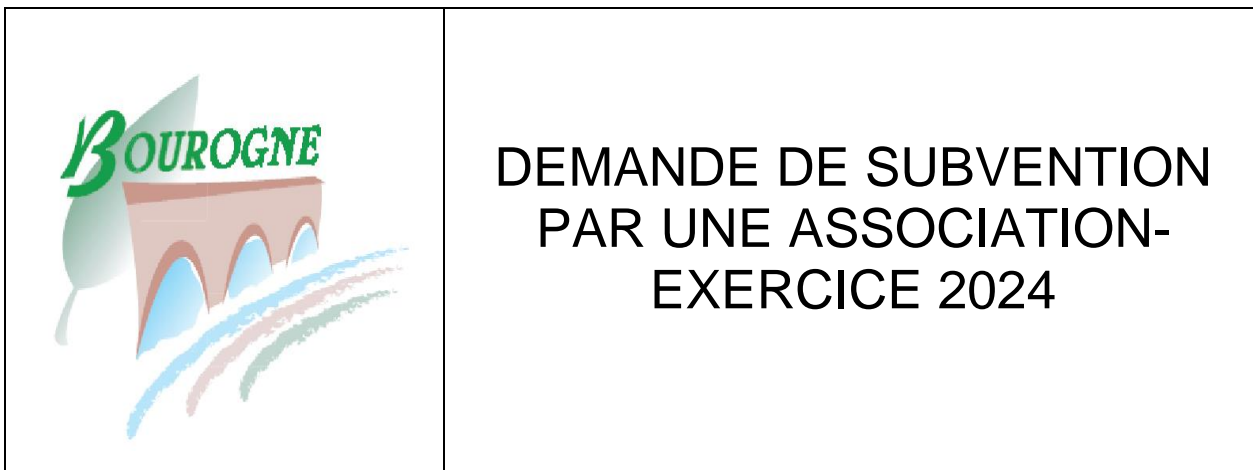 BOUROGNE
DEMANDE DE SUBVENTION
PAR UNE ASSOCIATION-
EXERCICE 2024